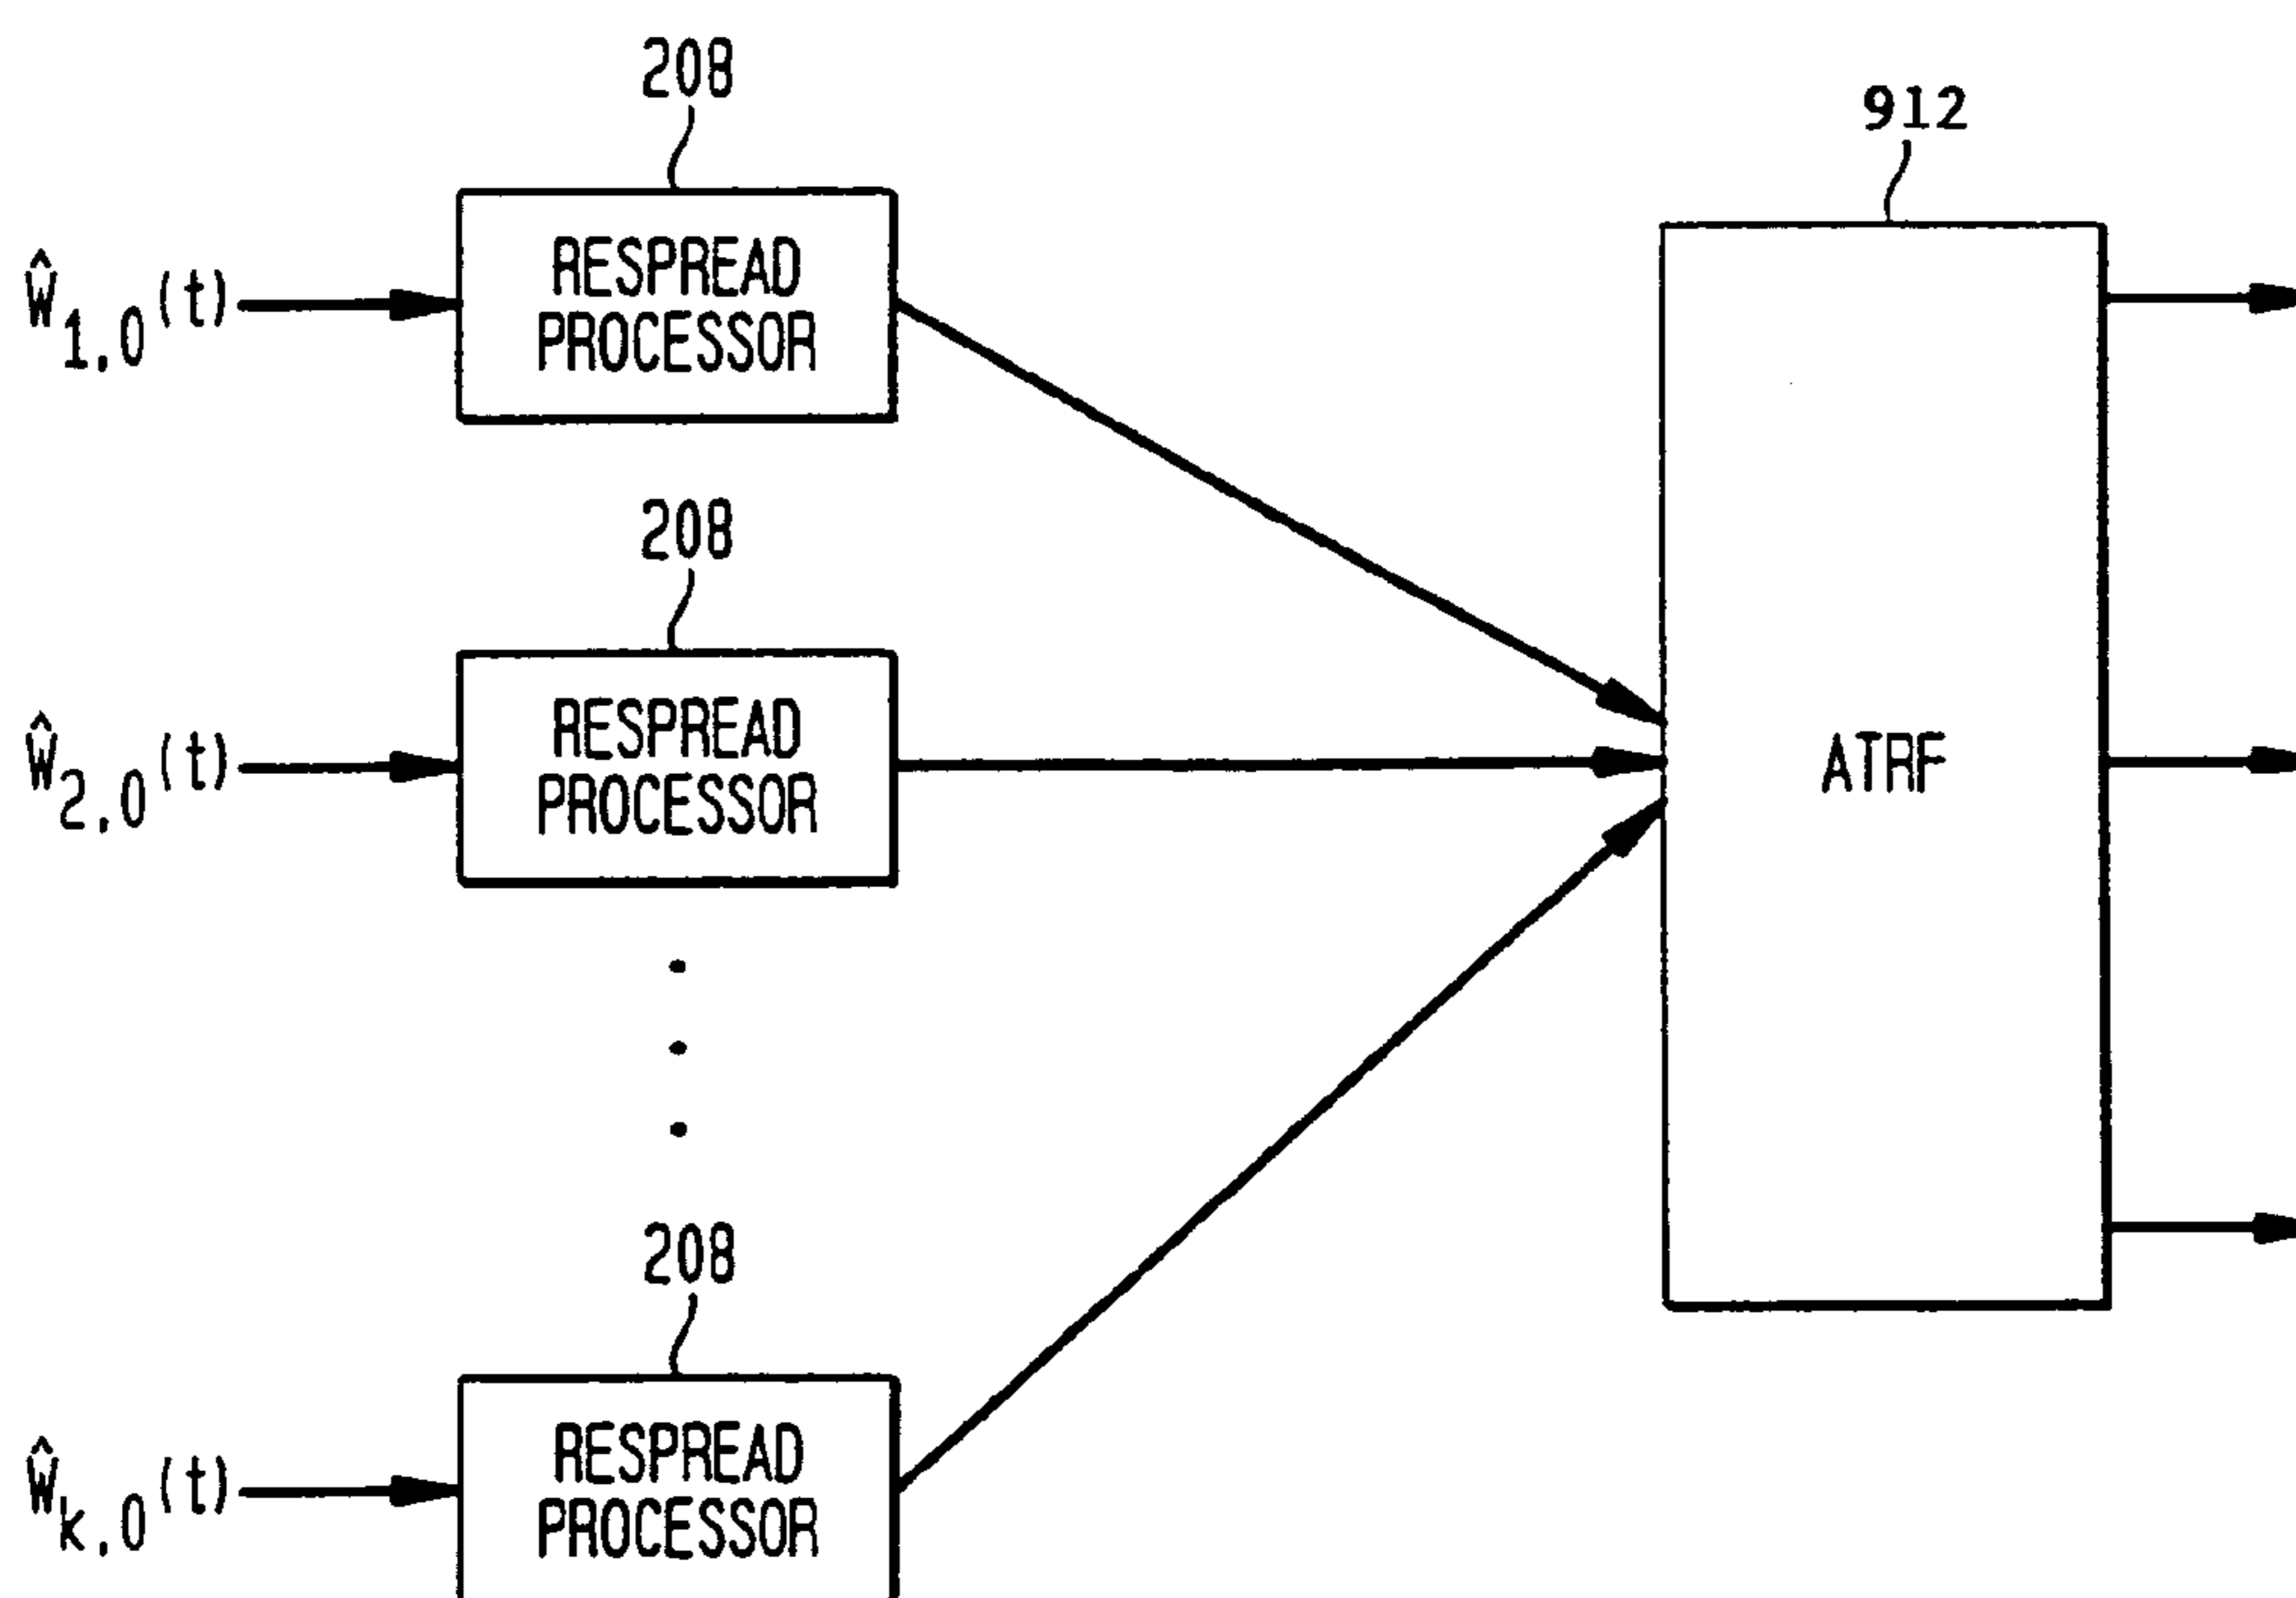 208
912
RESPREAD
PROCESSOR
Ŵ1,0(t)
208
RESPREAD
PROCESSOR
Ŵ2,0(t)
ATRF
208
RESPREAD
PROCESSOR
Ŵk,0(t)